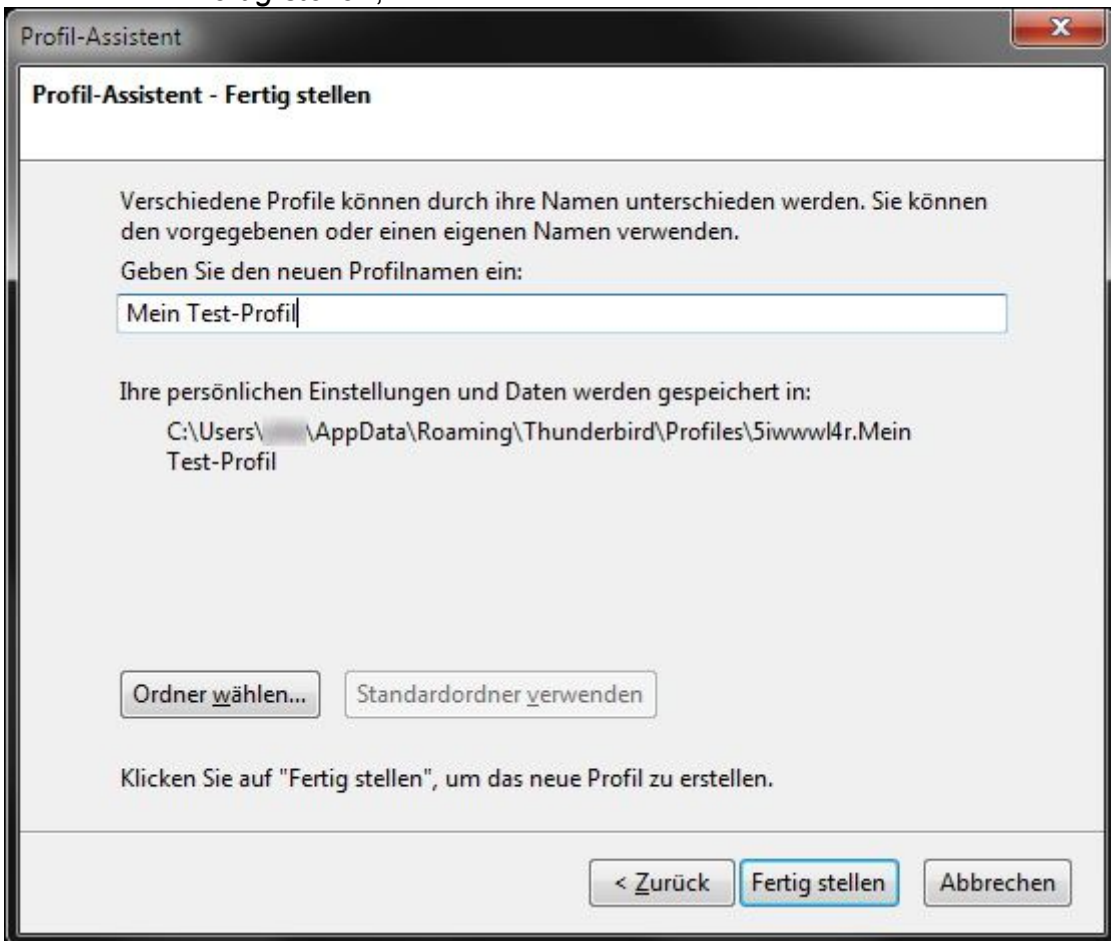 Profil-Assistent
Profil-Assistent - Fertig stellen
Verschiedene Profile können durch ihre Namen unterschieden werden. Sie können
den vorgegebenen oder einen eigenen Namen verwenden.
Geben Sie den neuen Profilnamen ein:
Mein Test-Profil
Ihre persönlichen Einstellungen und Daten werden gespeichert in:
C:\Users\ \AppData\Roaming\Thunderbird\Profiles\5iwwwl4r.Mein
Test-Profil
Ordner wählen... Standardordner verwenden
Klicken Sie auf "Fertig stellen", um das neue Profil zu erstellen.
< Zurück Fertig stellen Abbrechen